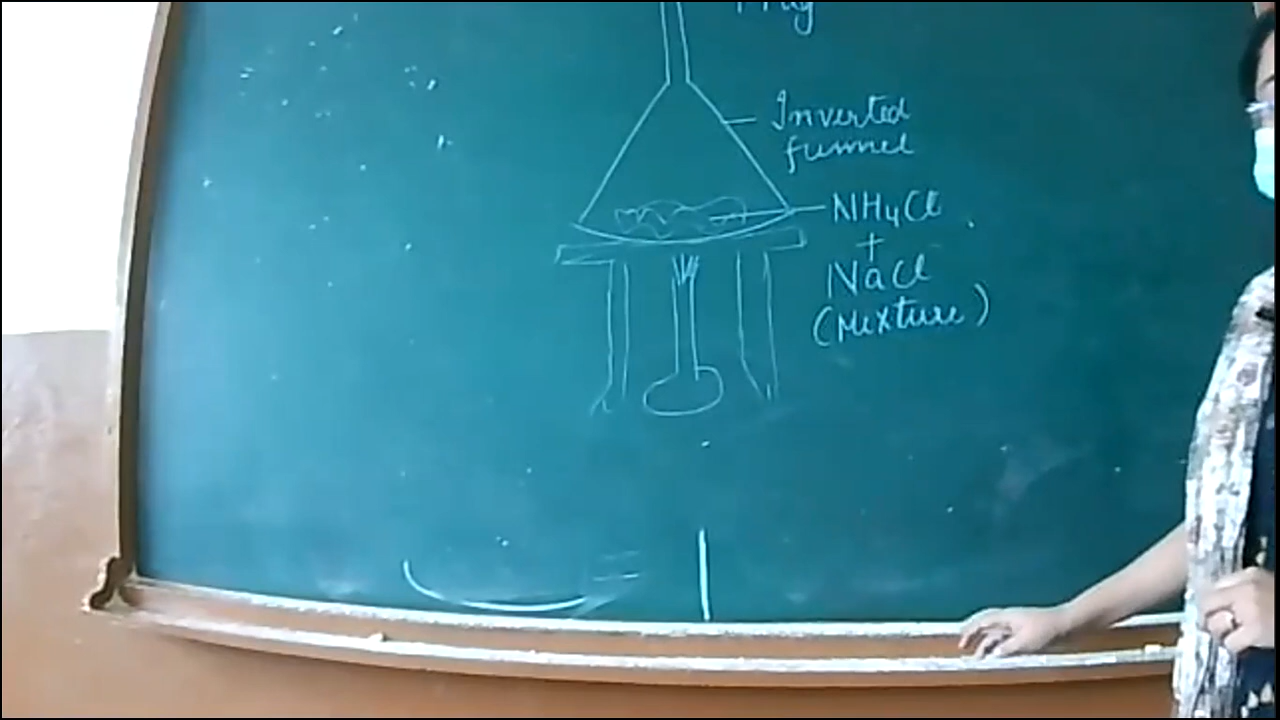 Inverted
funnel
NH₄Cl
+
NaCl
(Mixture)